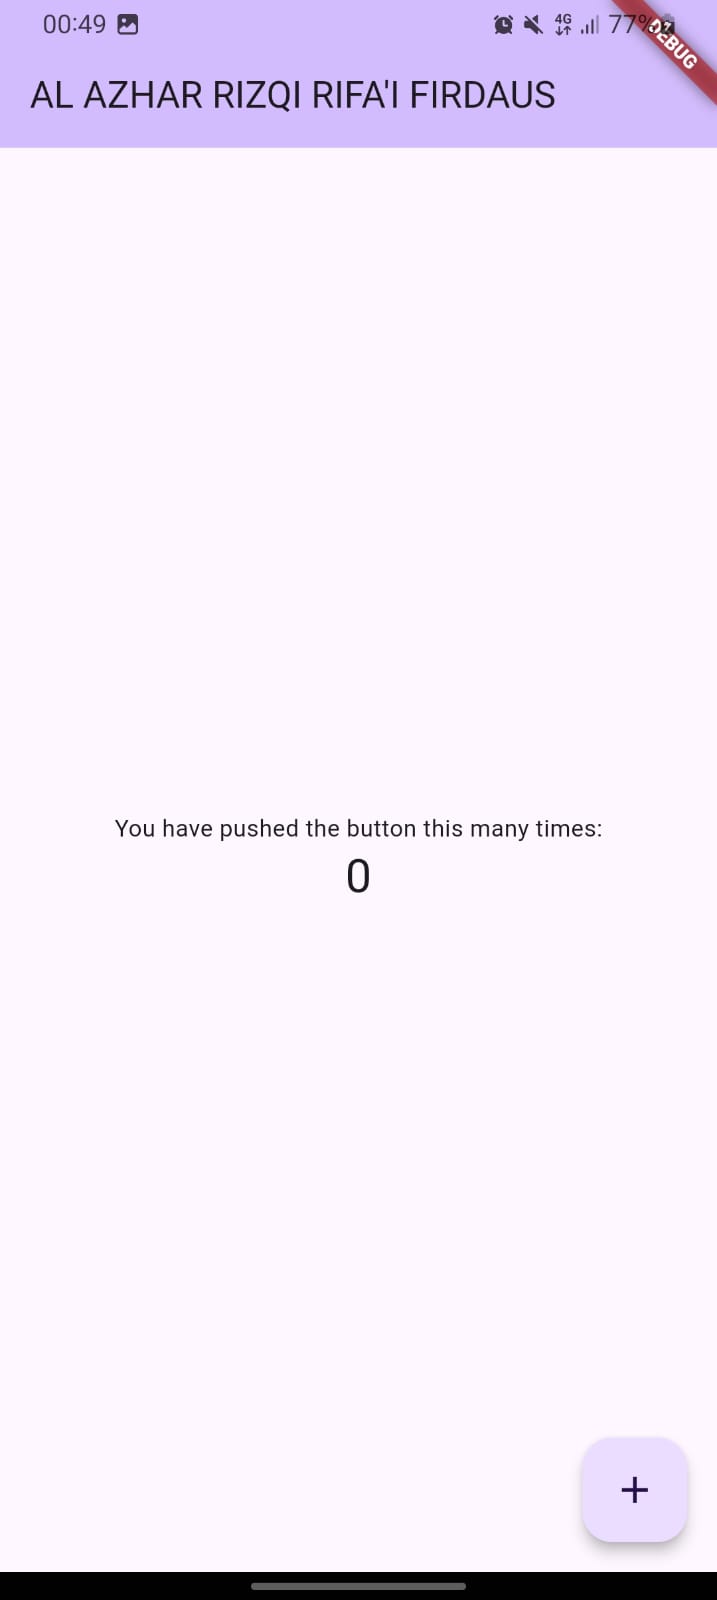 00:49 4G 77%
DEBUG
AL AZHAR RIZQI RIFA'I FIRDAUS
You have pushed the button this many times:
0
+